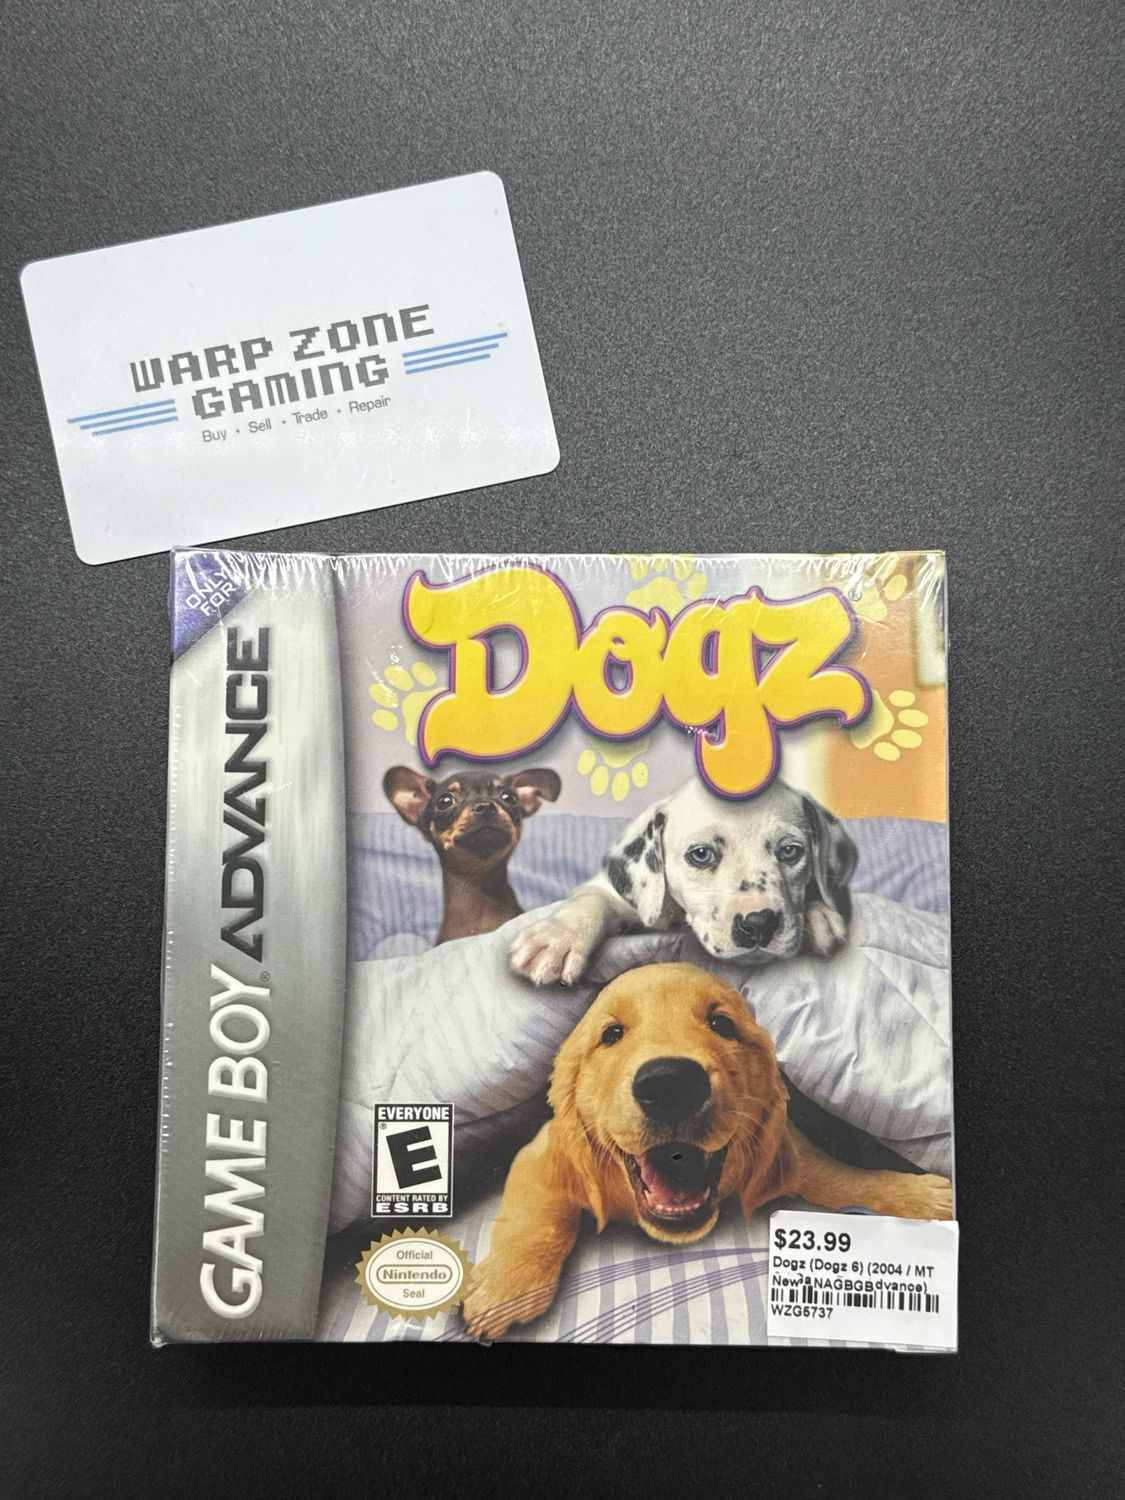 WARP ZONE
GAMING
Buy • Sell • Trade • Repair
ONLY
FOR
GAME BOY® ADVANCE
Dogz®
EVERYONE
E®
CONTENT RATED BY
ESRB
Official
Nintendo
Seal
$23.99
Dogz (Dogz 6) (2004 / MT
WZG5737